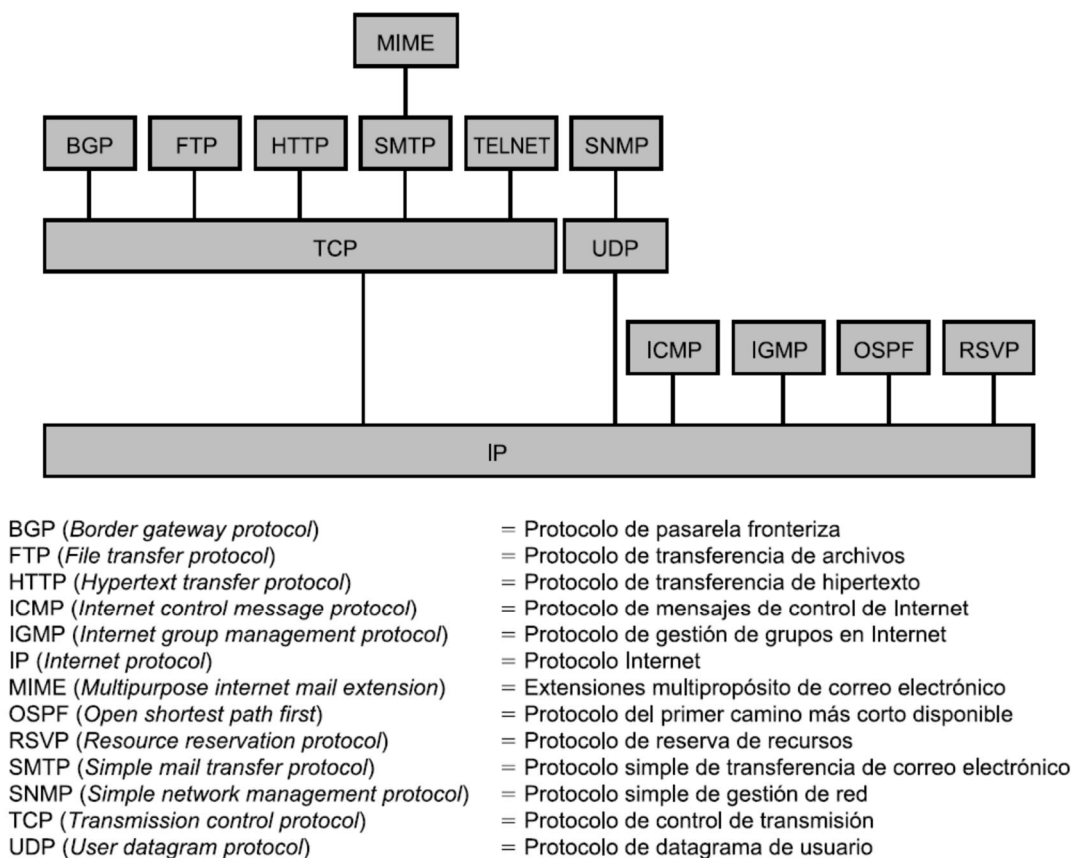 MIME
BGP FTP HTTP SMTP TELNET SNMP
TCP UDP
ICMP IGMP OSPF RSVP
IP
BGP (Border gateway protocol) = Protocolo de pasarela fronteriza
FTP (File transfer protocol) = Protocolo de transferencia de archivos
HTTP (Hypertext transfer protocol) = Protocolo de transferencia de hipertexto
ICMP (Internet control message protocol) = Protocolo de mensajes de control de Internet
IGMP (Internet group management protocol) = Protocolo de gestión de grupos en Internet
IP (Internet protocol) = Protocolo Internet
MIME (Multipurpose internet mail extension) = Extensiones multipropósito de correo electrónico
OSPF (Open shortest path first) = Protocolo del primer camino más corto disponible
RSVP (Resource reservation protocol) = Protocolo de reserva de recursos
SMTP (Simple mail transfer protocol) = Protocolo simple de transferencia de correo electrónico
SNMP (Simple network management protocol) = Protocolo simple de gestión de red
TCP (Transmission control protocol) = Protocolo de control de transmisión
UDP (User datagram protocol) = Protocolo de datagrama de usuario